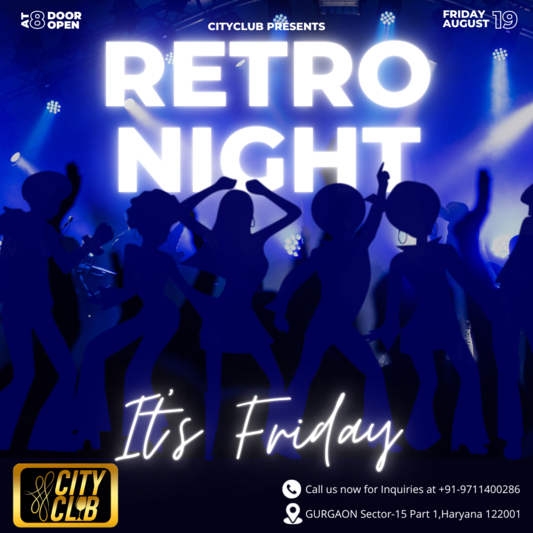 AT 8 DOOR OPEN
CITYCLUB PRESENTS
FRIDAY
AUGUST 19
RETRO
NIGHT
It's Friday
CITY
CLUB
Call us now for Inquiries at +91-9711400286
GURGAON Sector-15 Part 1,Haryana 122001